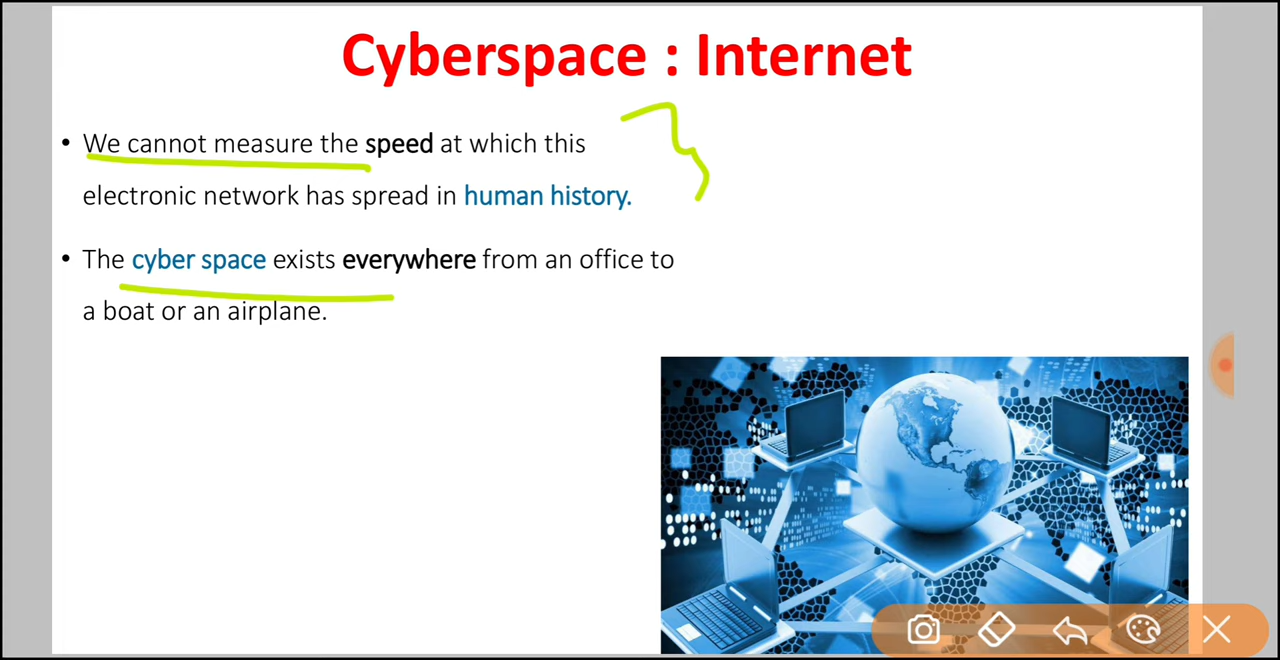 Cyberspace : Internet
• We cannot measure the speed at which this
electronic network has spread in human history.
• The cyber space exists everywhere from an office to
a boat or an airplane.